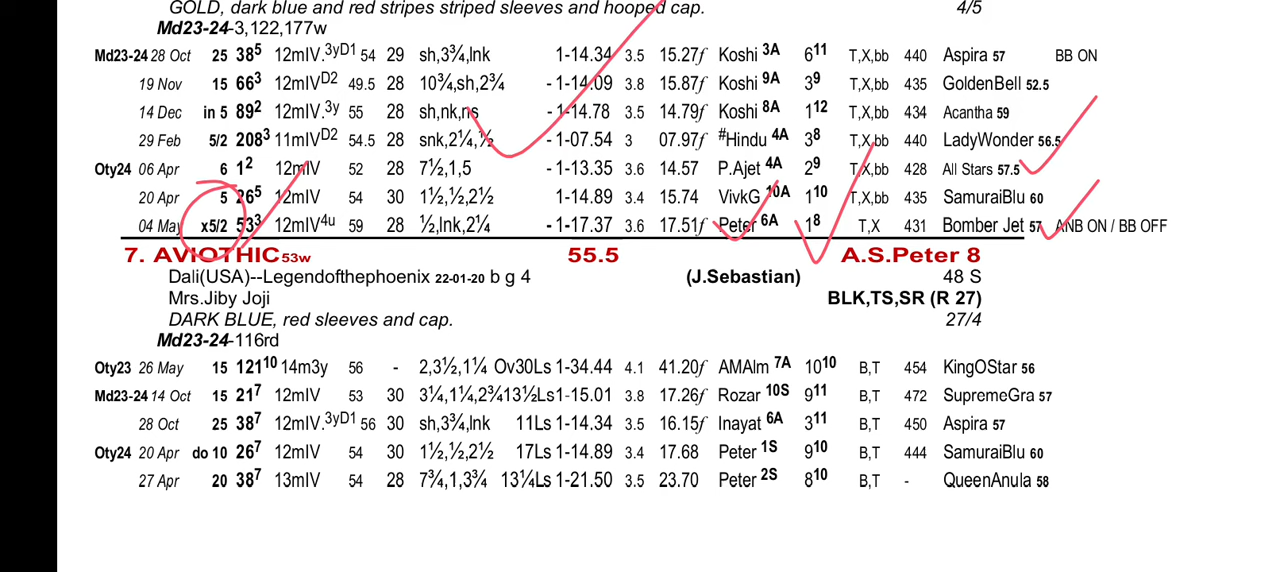 GOLD, dark blue and red stripes striped sleeves and hooped cap. 4/5
Md23-24-3,122,177w
Md23-24 28 Oct 25 38⁵ 12mIV.3yD1 54 29 sh,3¾,lnk 1-14.34 3.5 15.27f Koshi 3A 6¹¹ T,X,bb 440 Aspira 57 BB ON
19 Nov 15 66³ 12mIVD2 49.5 28 10¾,sh,2¾ - 1-14.09 3.8 15.87f Koshi 9A 3⁹ T,X,bb 435 GoldenBell 52.5
14 Dec in 5 89² 12mIV.3y 55 28 sh,nk,ns - 1-14.78 3.5 14.79f Koshi 8A 1¹² T,X,bb 434 Acantha 59
29 Feb 5/2 208³ 11mIVD2 54.5 28 snk,2¼,½ - 1-07.54 3 07.97f #Hindu 4A 3⁸ T,X,bb 440 LadyWonder 56.5
Oty24 06 Apr 6 1² 12mIV 52 28 7½,1,5 - 1-13.35 3.6 14.57 P.Ajet 4A 2⁹ T,X,bb 428 All Stars 57.5
20 Apr 5 26⁵ 12mIV 54 30 1½,½,2½ - 1-14.89 3.4 15.74 VivkG 10A 1¹⁰ T,X,bb 435 SamuraiBlu 60
04 May x5/2 53³ 12mIV4u 59 28 ½,lnk,2¼ - 1-17.37 3.6 17.51f Peter 6A 1⁸ T,X 431 Bomber Jet 57 ANB ON / BB OFF
7. AVIOTHIC 53w 55.5 A.S.Peter 8
Dali(USA)--Legendofthephoenix 22-01-20 b g 4 (J.Sebastian) 48 S
Mrs.Jiby Joji BLK,TS,SR (R 27)
DARK BLUE, red sleeves and cap. 27/4
Md23-24-116rd
Oty23 26 May 15 121¹⁰ 14m3y 56 - 2,3½,1¼ Ov30Ls 1-34.44 4.1 41.20f AMAlm 7A 10¹⁰ B,T 454 KingOStar 56
Md23-24 14 Oct 15 21⁷ 12mIV 53 30 3¼,1¼,2¾ 13½Ls 1-15.01 3.8 17.26f Rozar 10S 9¹¹ B,T 472 SupremeGra 57
28 Oct 25 38⁷ 12mIV.3yD1 56 30 sh,3¾,lnk 11Ls 1-14.34 3.5 16.15f Inayat 6A 3¹¹ B,T 450 Aspira 57
Oty24 20 Apr do 10 26⁷ 12mIV 54 30 1½,½,2½ 17Ls 1-14.89 3.4 17.68 Peter 1S 9¹⁰ B,T 444 SamuraiBlu 60
27 Apr 20 38⁷ 13mIV 54 28 7¾,1,3¾ 13¼Ls 1-21.50 3.5 23.70 Peter 2S 8¹⁰ B,T - QueenAnula 58